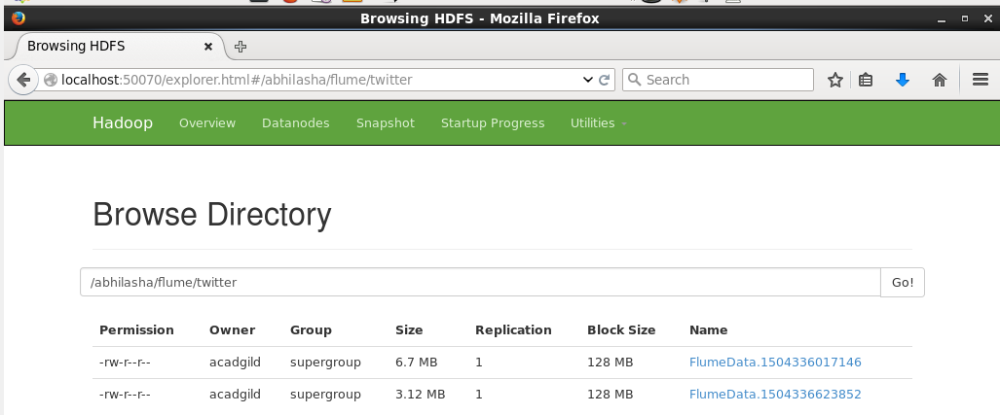 Browsing HDFS - Mozilla Firefox
Browsing HDFS
localhost:50070/explorer.html#/abhilasha/flume/twitter Search
Hadoop Overview Datanodes Snapshot Startup Progress Utilities
Browse Directory
/abhilasha/flume/twitter Go!
Permission Owner Group Size Replication Block Size Name
-rw-r--r-- acadgild supergroup 6.7 MB 1 128 MB FlumeData.1504336017146
-rw-r--r-- acadgild supergroup 3.12 MB 1 128 MB FlumeData.1504336623852